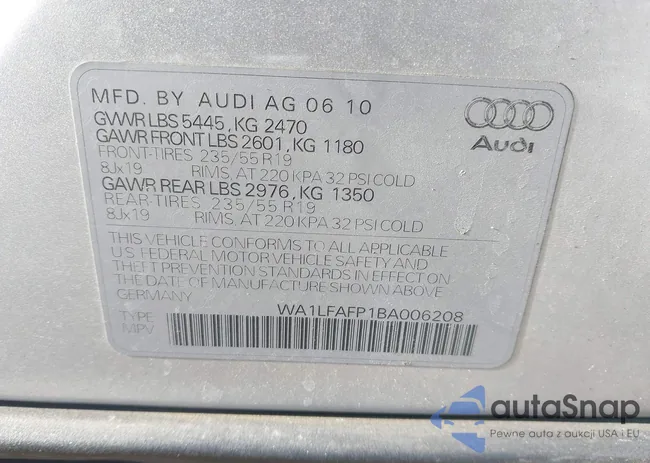 MFD. BY AUDI AG 06 10
GVWR LBS 5445, KG 2470
GAWR FRONT LBS 2601, KG 1180
FRONT-TIRES 235/55 R19
8Jx19 RIMS, AT 220 KPA 32 PSI COLD
GAWR REAR LBS 2976, KG 1350
REAR-TIRES 235/55 R19
8Jx19 RIMS, AT 220 KPA 32 PSI COLD
THIS VEHICLE CONFORMS TO ALL APPLICABLE
U.S. FEDERAL MOTOR VEHICLE SAFETY AND
THEFT PREVENTION STANDARDS IN EFFECT ON
THE DATE OF MANUFACTURE SHOWN ABOVE
GERMANY
WA1LFAFP1BA006208
TYPE
MPV
Audi
autaSnap
Pewne auta z aukcji USA i EU